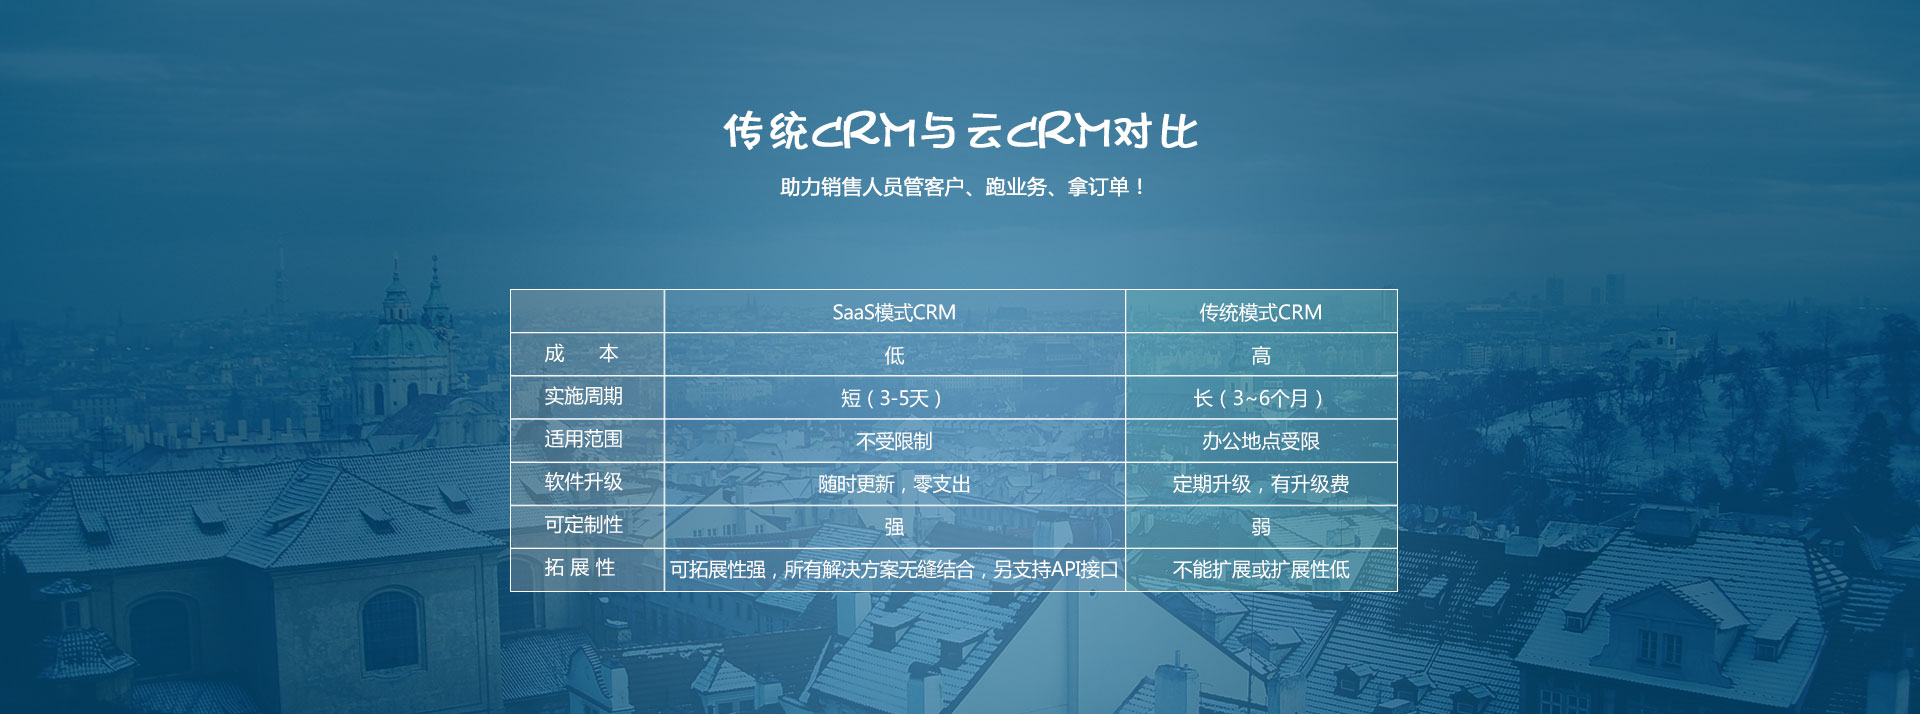 传统CRM与云CRM对比
助力销售人员管客户、跑业务、拿订单！
SaaS模式CRM 传统模式CRM
成 本 低 高
实施周期 短（3-5天） 长（3~6个月）
适用范围 不受限制 办公地点受限
软件升级 随时更新，零支出 定期升级，有升级费
可定制性 强 弱
拓展性 可拓展性强，所有解决方案无缝结合，另支持API接口 不能扩展或扩展性低